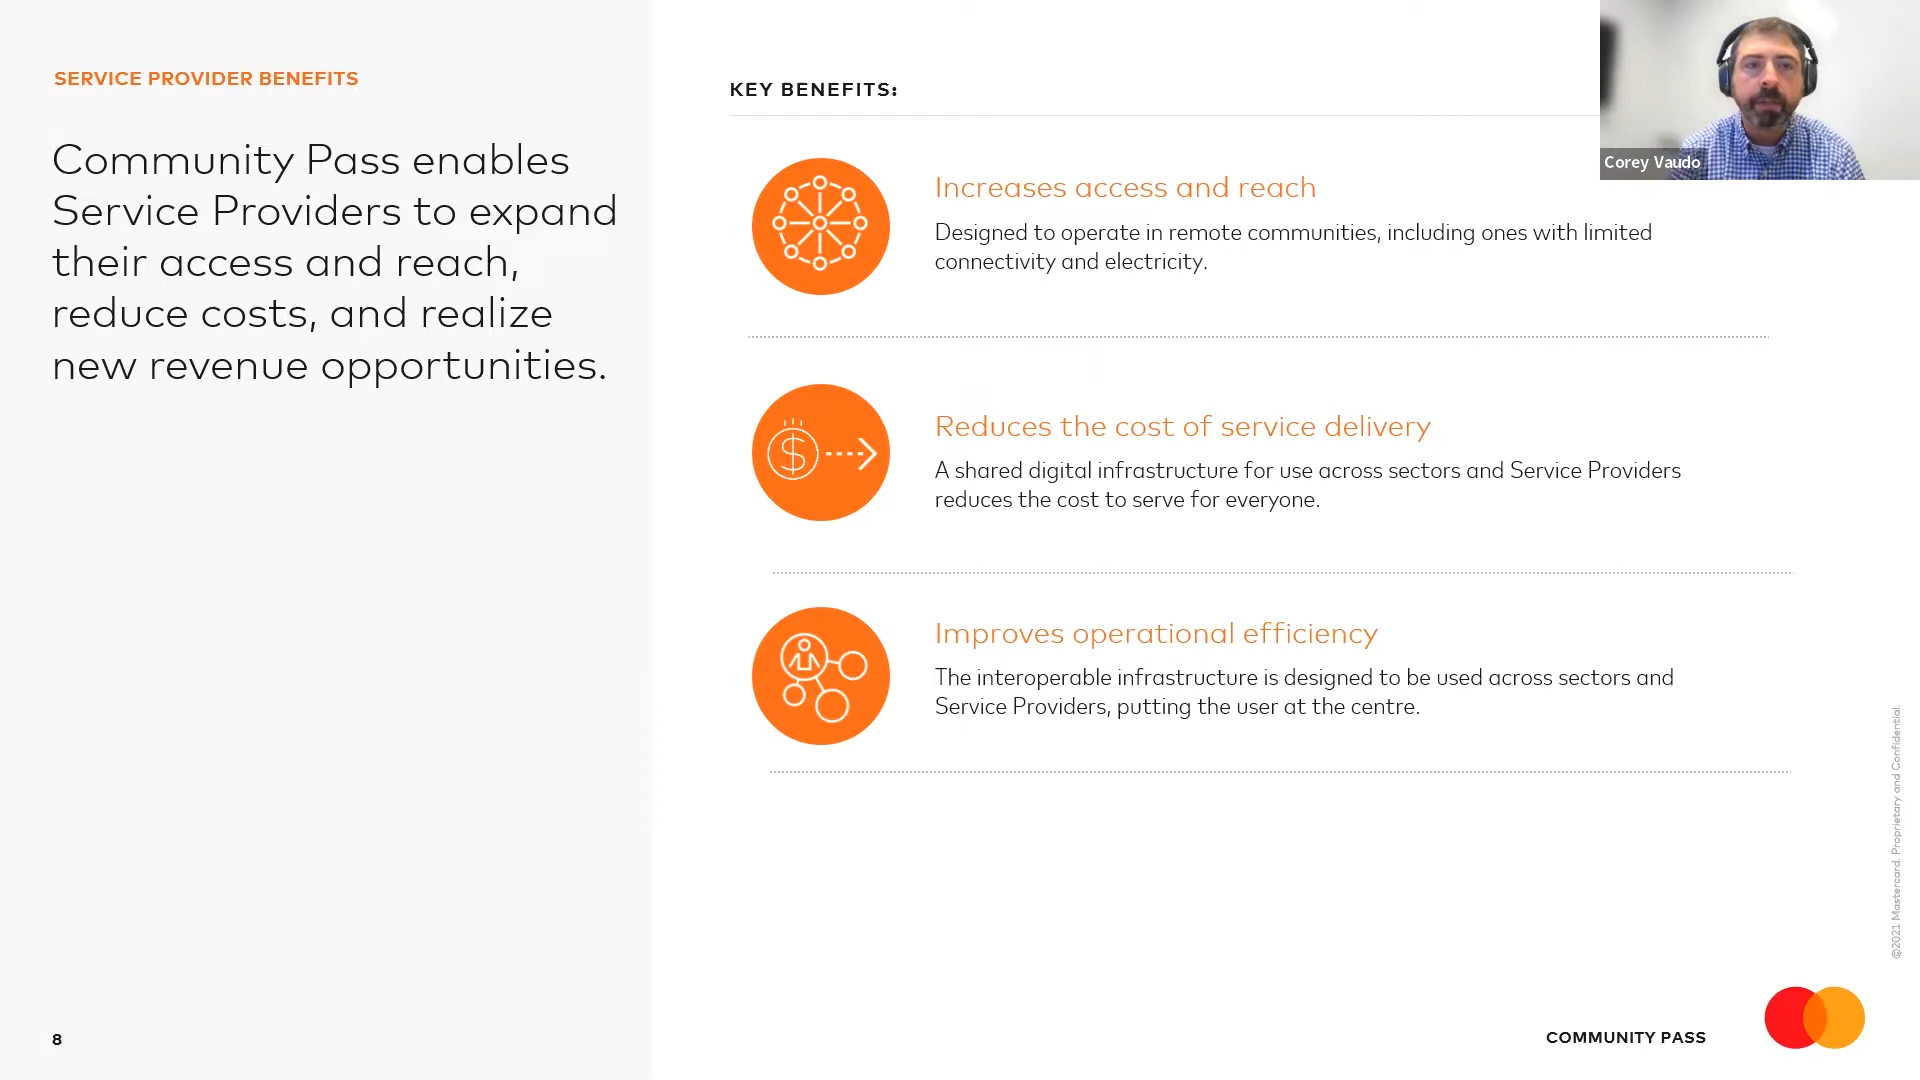 SERVICE PROVIDER BENEFITS
Community Pass enables
Service Providers to expand
their access and reach,
reduce costs, and realize
new revenue opportunities.
8
KEY BENEFITS:
Increases access and reach
Designed to operate in remote communities, including ones with limited
connectivity and electricity.
Reduces the cost of service delivery
A shared digital infrastructure for use across sectors and Service Providers
reduces the cost to serve for everyone.
Improves operational efficiency
The interoperable infrastructure is designed to be used across sectors and
Service Providers, putting the user at the centre.
Corey Vaudo
©2021 Mastercard. Proprietary and Confidential.
COMMUNITY PASS